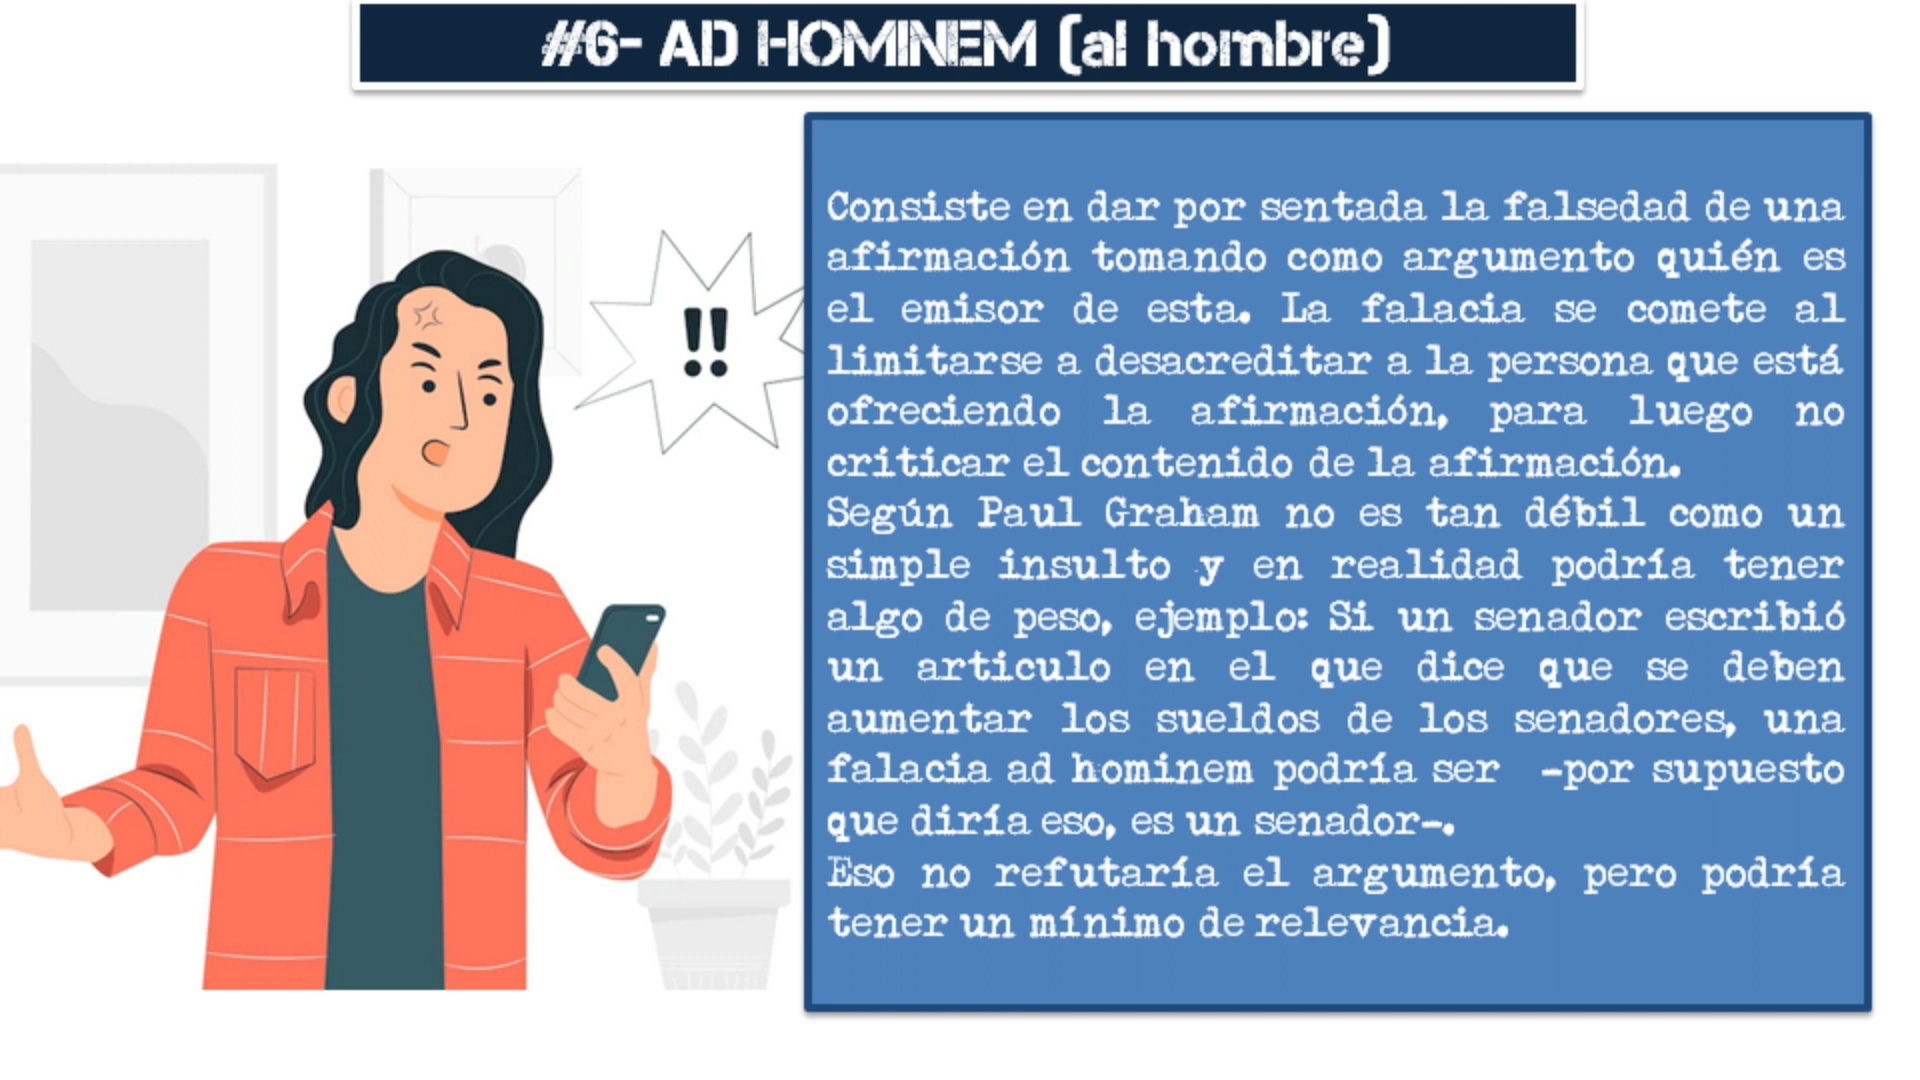 #6- AD HOMINEM (al hombre)
!!
Consiste en dar por sentada la falsedad de una
afirmación tomando como argumento quién es
el emisor de esta. La falacia se comete al
limitarse a desacreditar a la persona que está
ofreciendo la afirmación, para luego no
criticar el contenido de la afirmación.
Según Paul Graham no es tan débil como un
simple insulto y en realidad podría tener
algo de peso, ejemplo: Si un senador escribió
un articulo en el que dice que se deben
aumentar los sueldos de los senadores, una
falacia ad hominem podría ser -por supuesto
que diría eso, es un senador-.
Eso no refutaría el argumento, pero podría
tener un mínimo de relevancia.